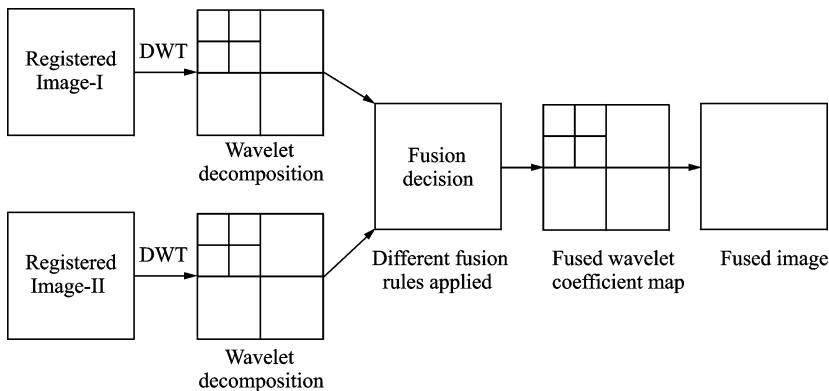 Registered
Image-I
DWT
Wavelet
decomposition
Registered
Image-II
DWT
Wavelet
decomposition
Fusion
decision
Different fusion
rules applied
Fused wavelet
coefficient map
Fused image